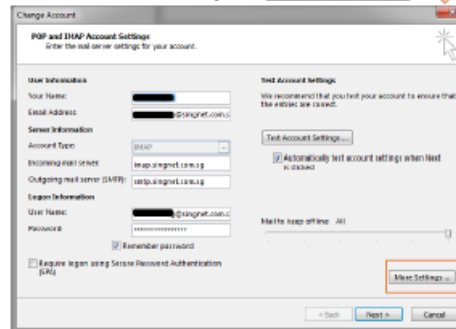 Change Account
POP and IMAP Account Settings
Enter the mail server settings for your account.
User Information
Your Name:
Email Address:
@singnet.com.s
Server Information
Account Type:
IMAP
Incoming mail server:
imap.singnet.com.sg
Outgoing mail server (SMTP):
smtp.singnet.com.sg
Logon Information
User Name:
@singnet.com.s
Password:
***************
Remember password
Require logon using Secure Password Authentication
(SPA)
Test Account Settings
We recommend that you test your account to ensure that
the entries are correct.
Test Account Settings ...
Automatically test account settings when Next
is clicked
Mail to keep offline: All
More Settings ...
< Back
Next >
Cancel